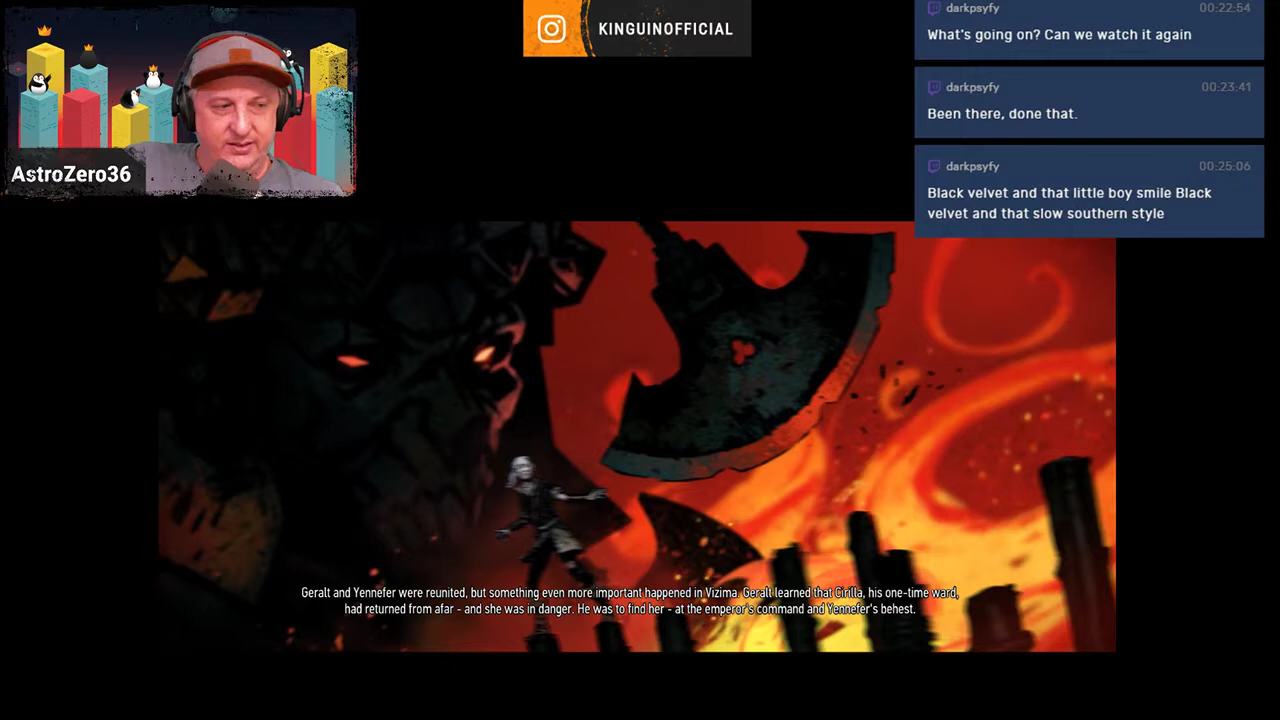 KINGUINOFFICIAL
AstroZero36
darkpsyfy 00:22:54
What's going on? Can we watch it again
darkpsyfy 00:23:41
Been there, done that.
darkpsyfy 00:25:06
Black velvet and that little boy smile Black
velvet and that slow southern style
Geralt and Yennefer were reunited, but something even more important happened in Vizima. Geralt learned that Cirilla, his one-time ward,
had returned from afar - and she was in danger. He was to find her - at the emperor's command and Yennefer's behest.